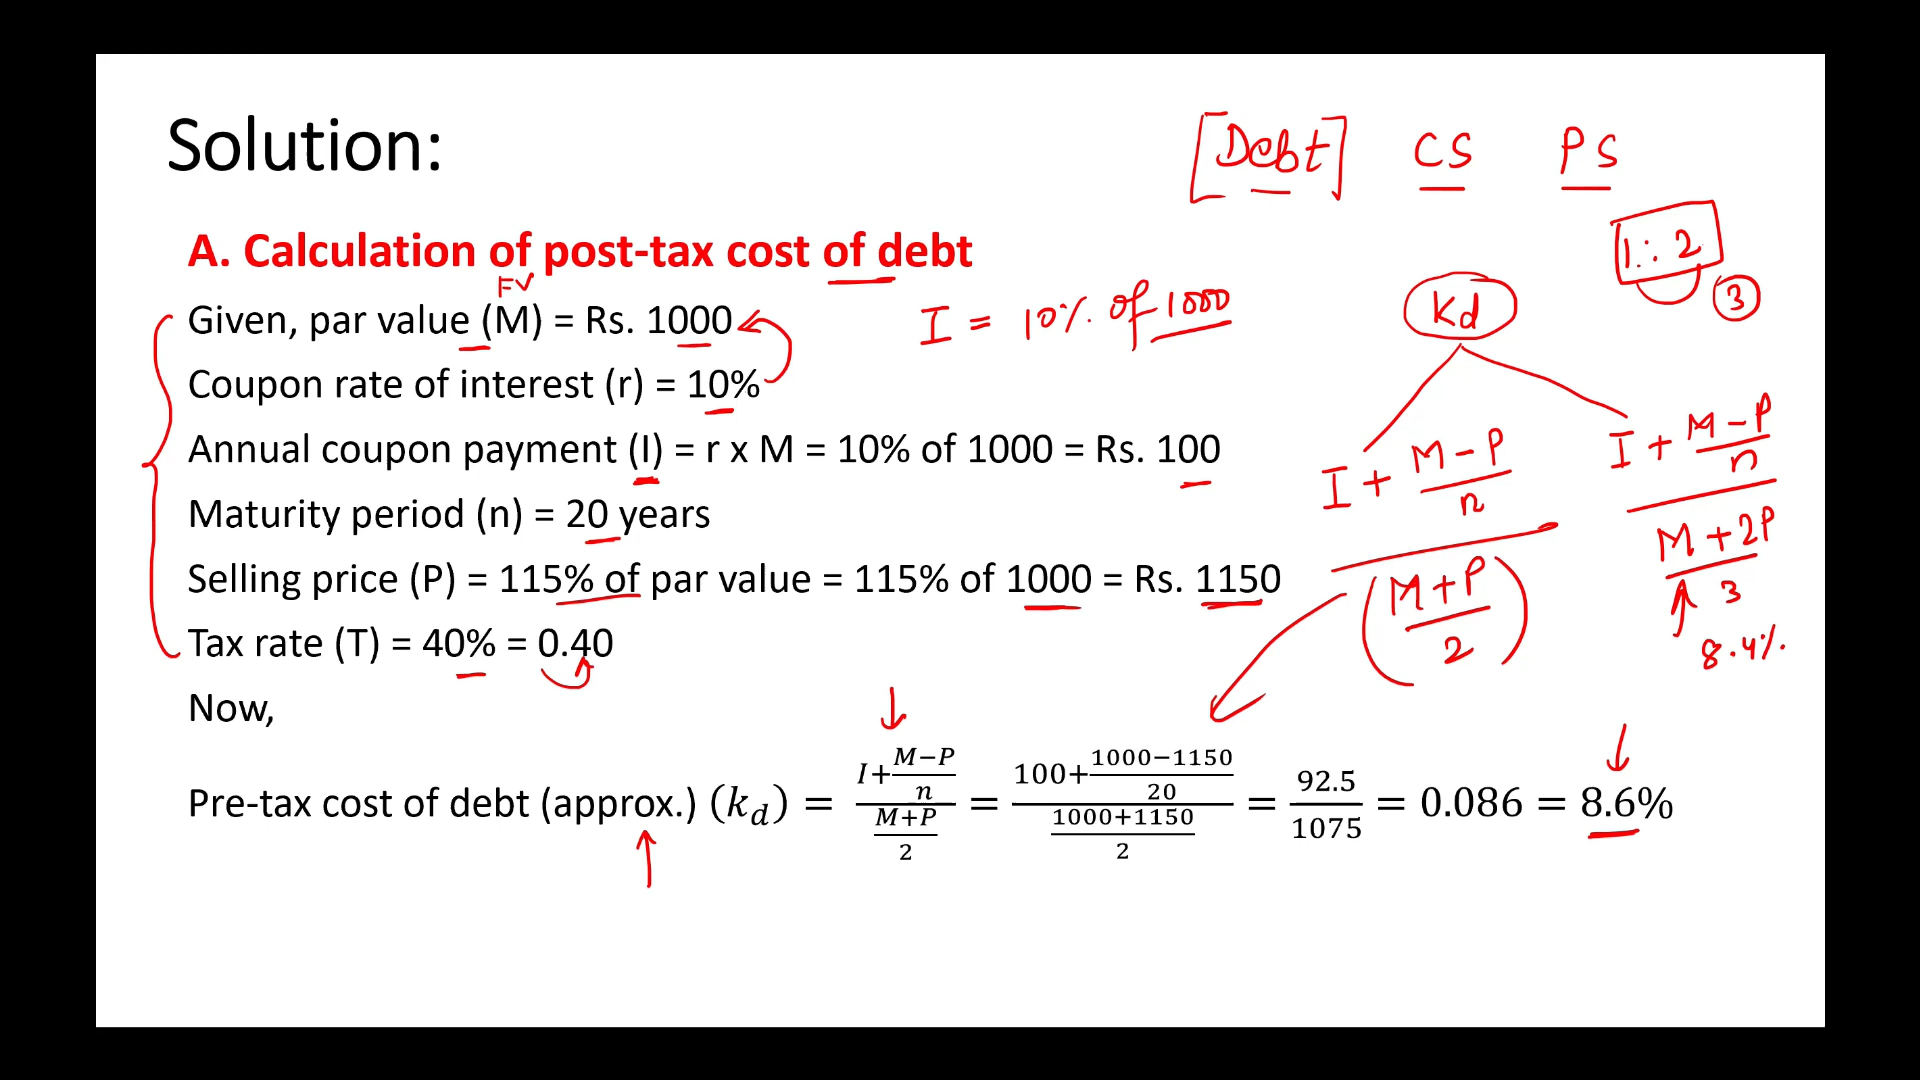 Solution:
[Debt] CS PS
1:2
3
A. Calculation of post-tax cost of debt
FV
Given, par value (M) = Rs. 1000
I = 10% of 1000
Kd
Coupon rate of interest (r) = 10%
Annual coupon payment (I) = r x M = 10% of 1000 = Rs. 100
I + (M-P)/n / ((M+P)/2)
I + (M-P)/n / (M+2P)/3
8.4%
Maturity period (n) = 20 years
Selling price (P) = 115% of par value = 115% of 1000 = Rs. 1150
Tax rate (T) = 40% = 0.40
Now,
Pre-tax cost of debt (approx.) (k_d) = (I+(M−P)/n)/((M+P)/2) = (100+(1000−1150)/20)/((1000+1150)/2) = 92.5/1075 = 0.086 = 8.6%